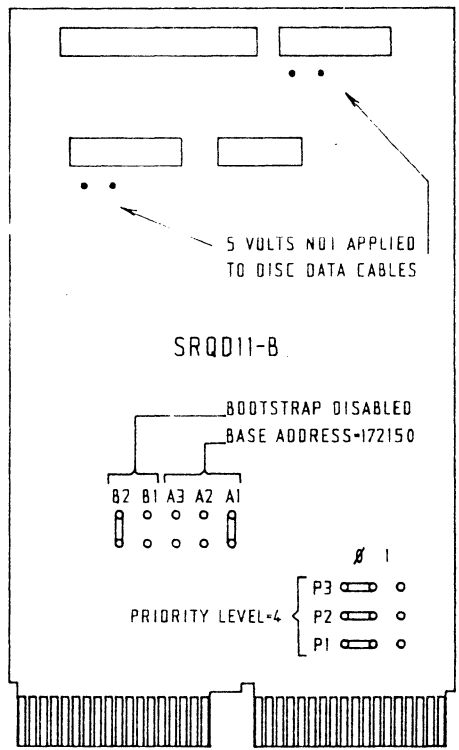 5 VOLTS NOT APPLIED
TO DISC DATA CABLES
SRQD11-B
BOOTSTRAP DISABLED
BASE ADDRESS=172150
B2 B1 A3 A2 A1
0 1
P3
PRIORITY LEVEL=4 P2
P1